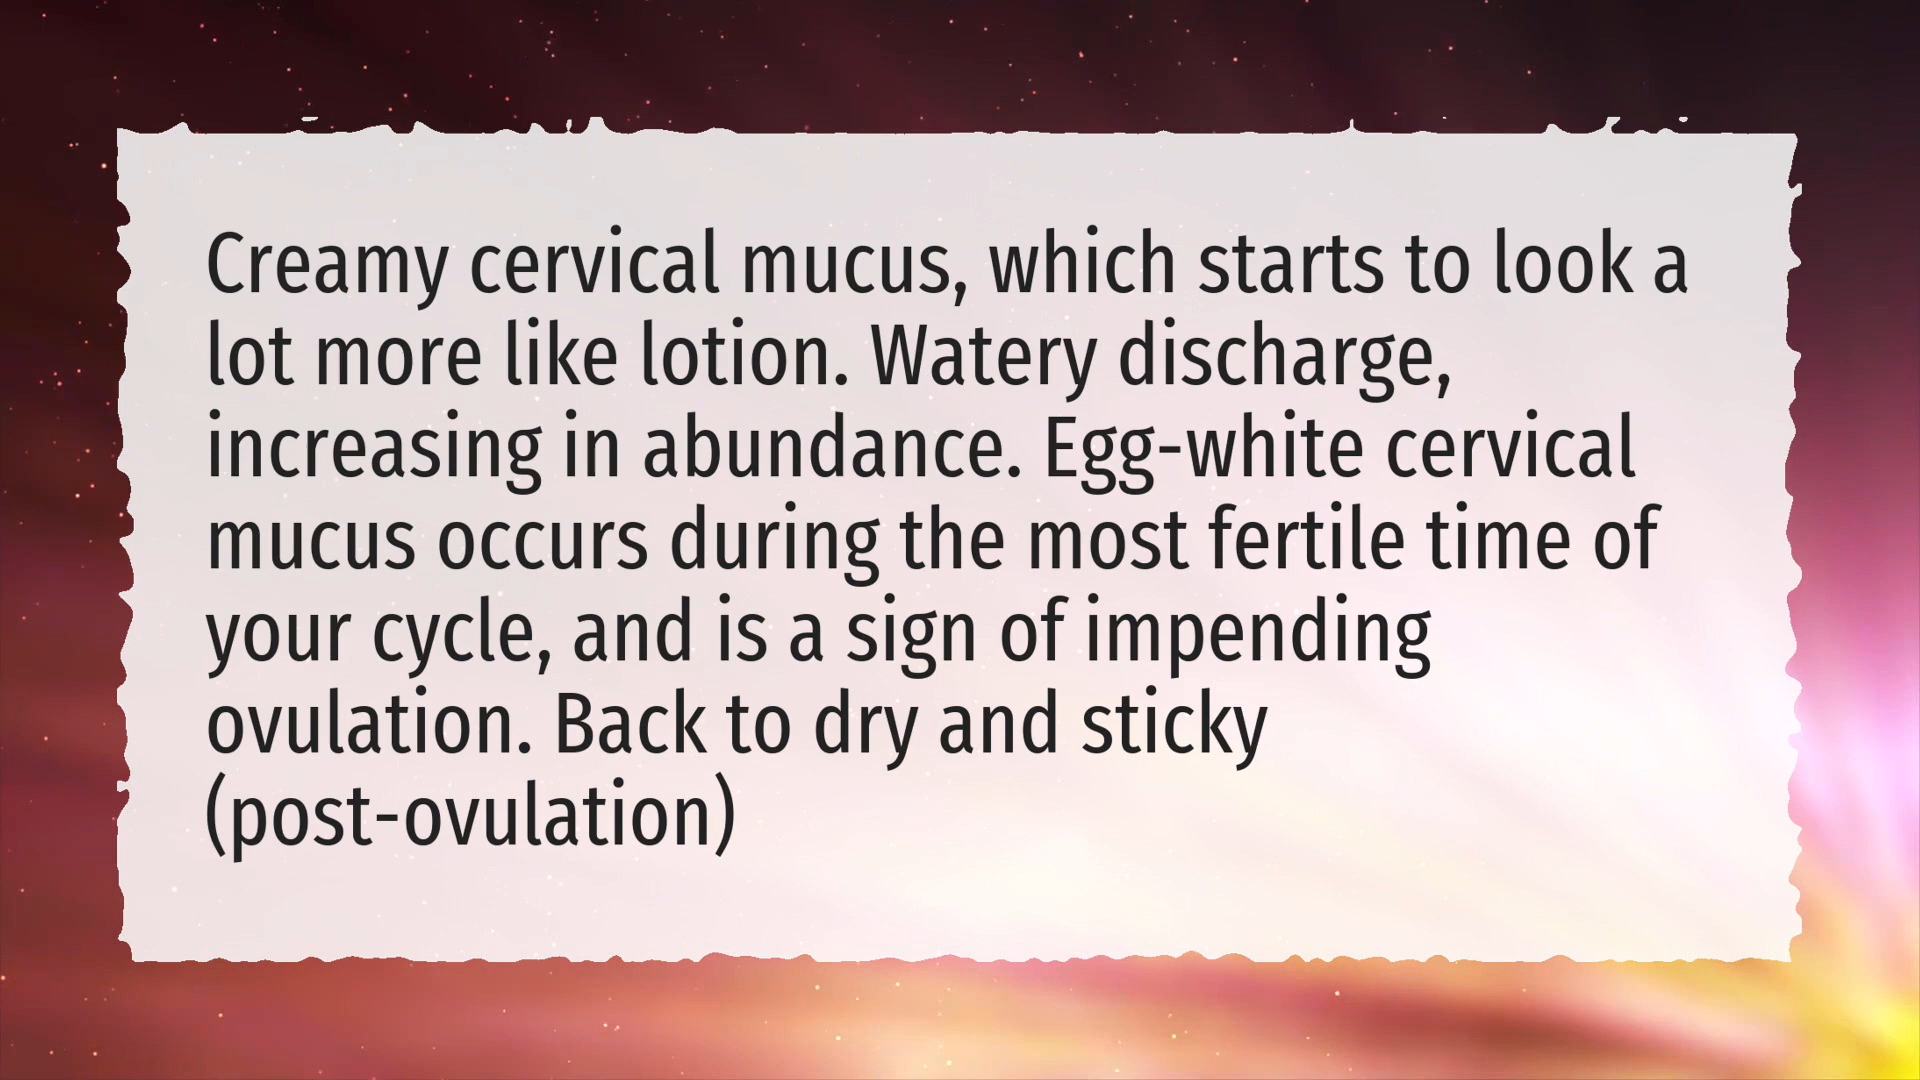 Creamy cervical mucus, which starts to look a
lot more like lotion. Watery discharge,
increasing in abundance. Egg-white cervical
mucus occurs during the most fertile time of
your cycle, and is a sign of impending
ovulation. Back to dry and sticky
(post-ovulation)